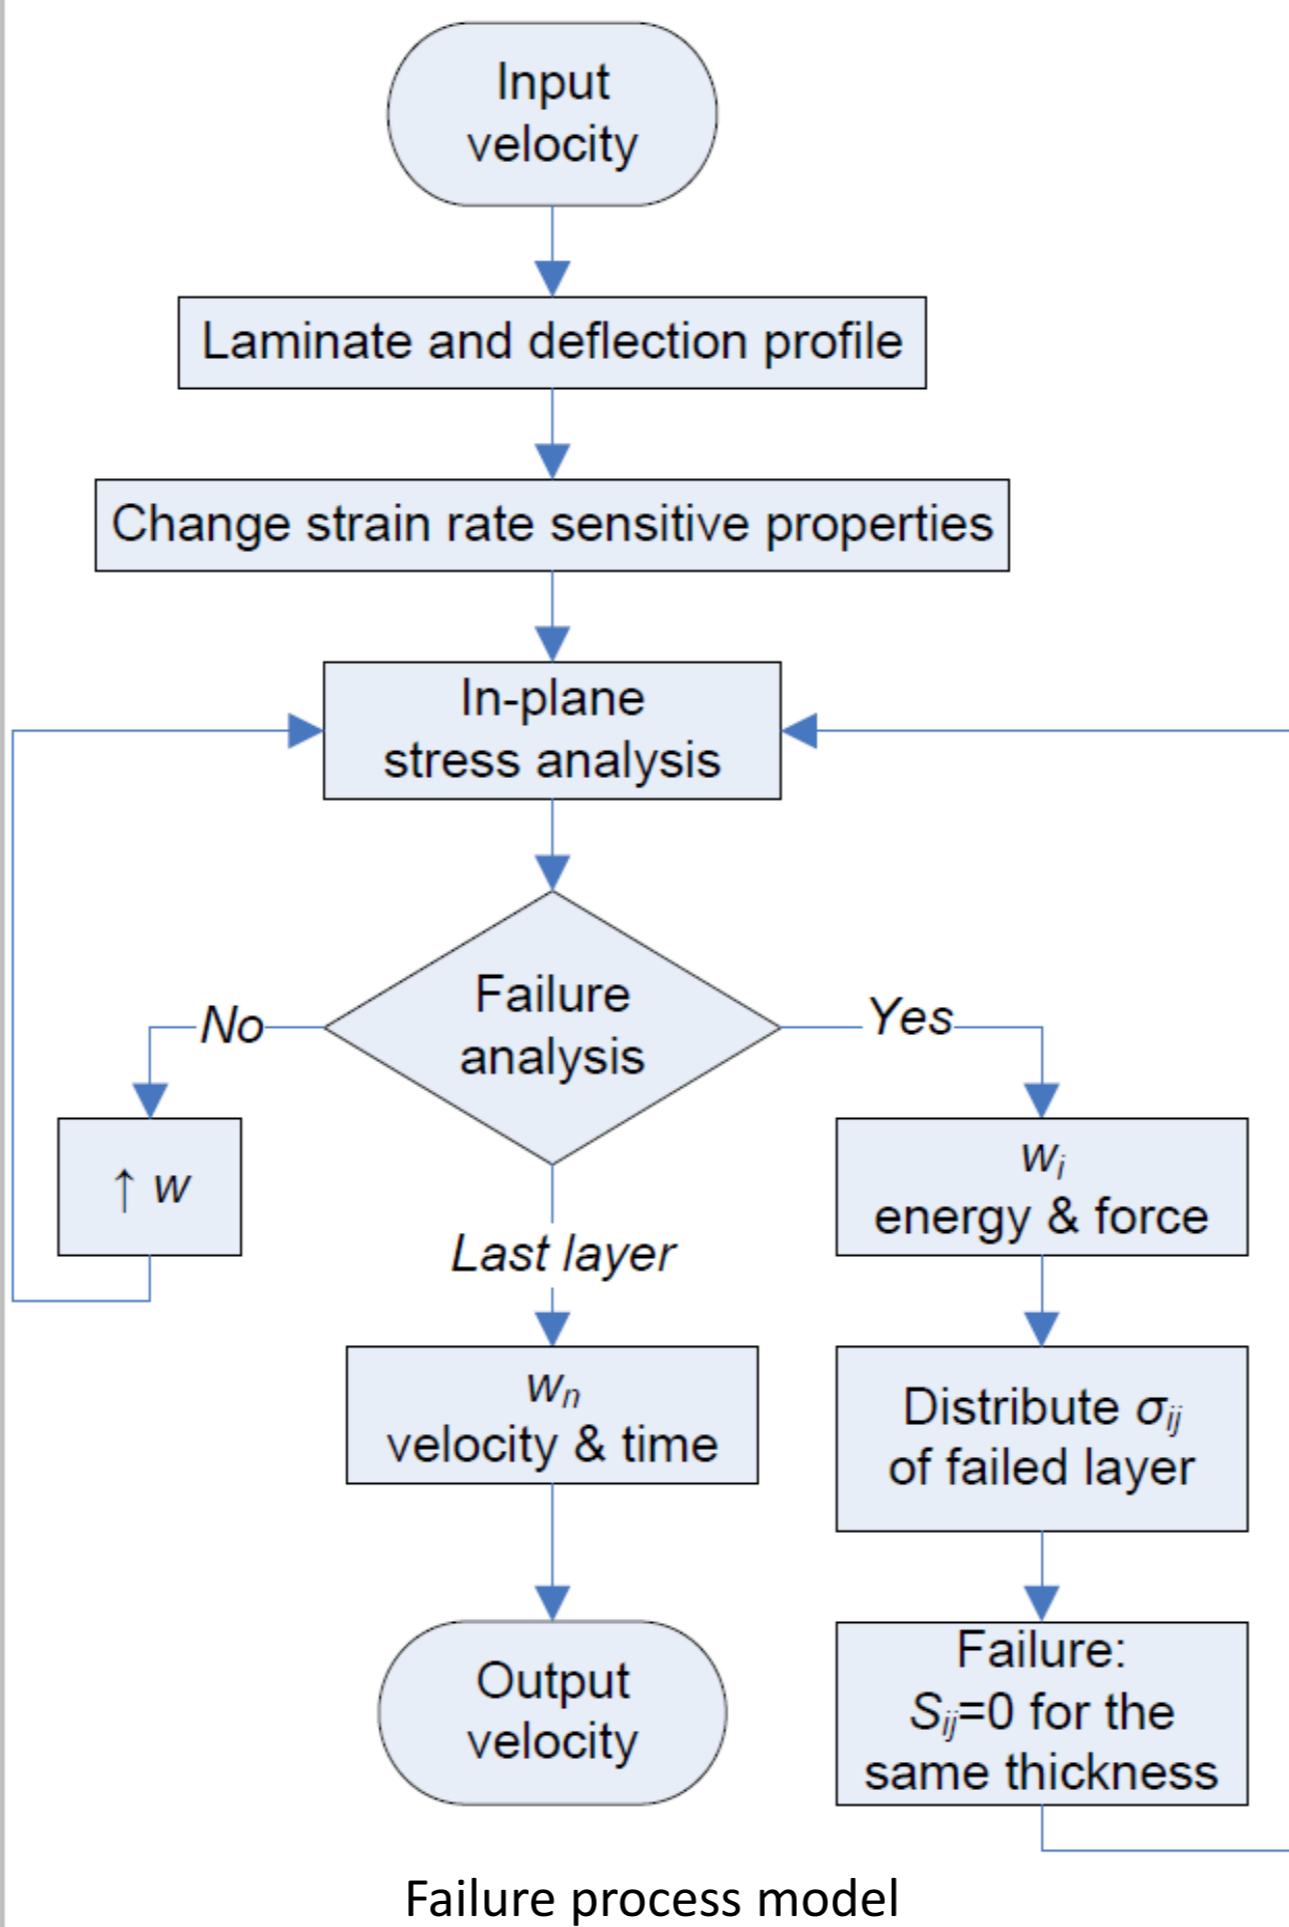 Input
velocity
Laminate and deflection profile
Change strain rate sensitive properties
In-plane
stress analysis
Failure
analysis
No
Yes
↑ w
wᵢ
energy & force
Last layer
wₙ
velocity & time
Distribute σᵢⱼ
of failed layer
Output
velocity
Failure:
Sᵢⱼ=0 for the
same thickness
Failure process model